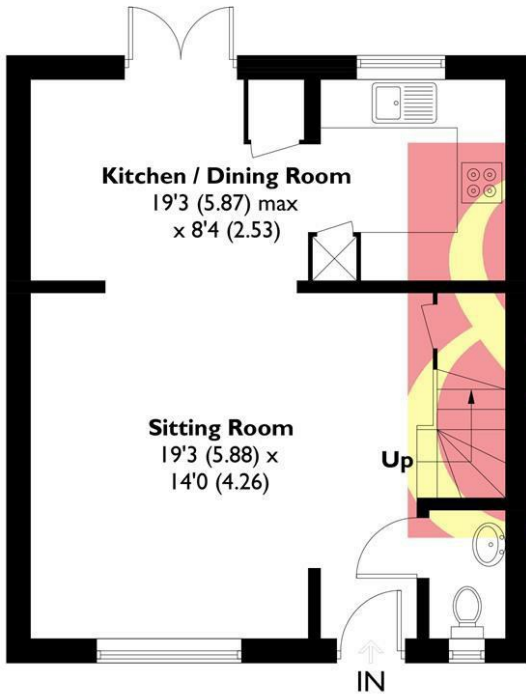 Kitchen / Dining Room
19'3 (5.87) max
x 8'4 (2.53)
Sitting Room
19'3 (5.88) x
14'0 (4.26)
Up
IN